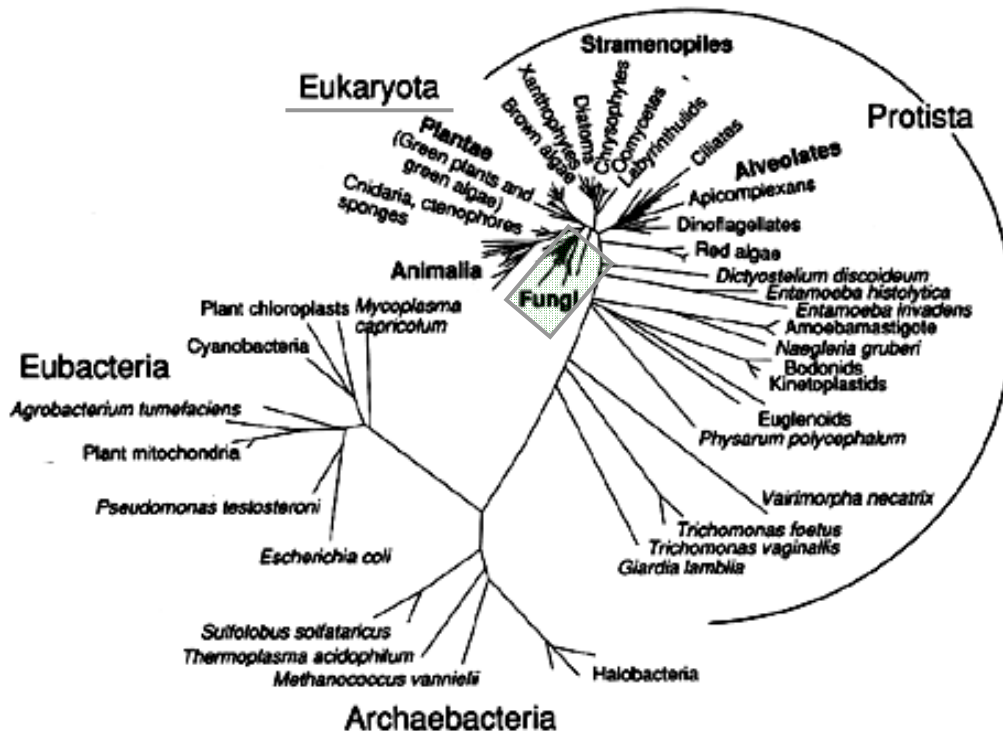 Stramenopiles
Eukaryota
Protista
Xanthophytes
Brown algae
Diatoms
Chrysophytes
Oomycetes
Labyrinthulids
Ciliates
Plantae
(Green plants and
green algae)
Alveolates
Apicomplexans
Cnidaria, ctenophores
sponges
Dinoflagellates
Red algae
Animalia
Fungi
Dictyostelium discoideum
Entamoeba histolytica
Entamoeba invadens
Amoebamastigote
Naegleria gruberi
Bodonids
Kinetoplastids
Euglenoids
Physarum polycephalum
Plant chloroplasts
Mycoplasma
capricolum
Cyanobacteria
Eubacteria
Agrobacterium tumefaciens
Plant mitochondria
Pseudomonas testosteroni
Escherichia coli
Vairimorpha necatrix
Trichomonas foetus
Trichomonas vaginallis
Giardia lamblia
Sulfolobus solfataricus
Thermoplasma acidophilum
Methanococcus vannielii
Halobacteria
Archaebacteria